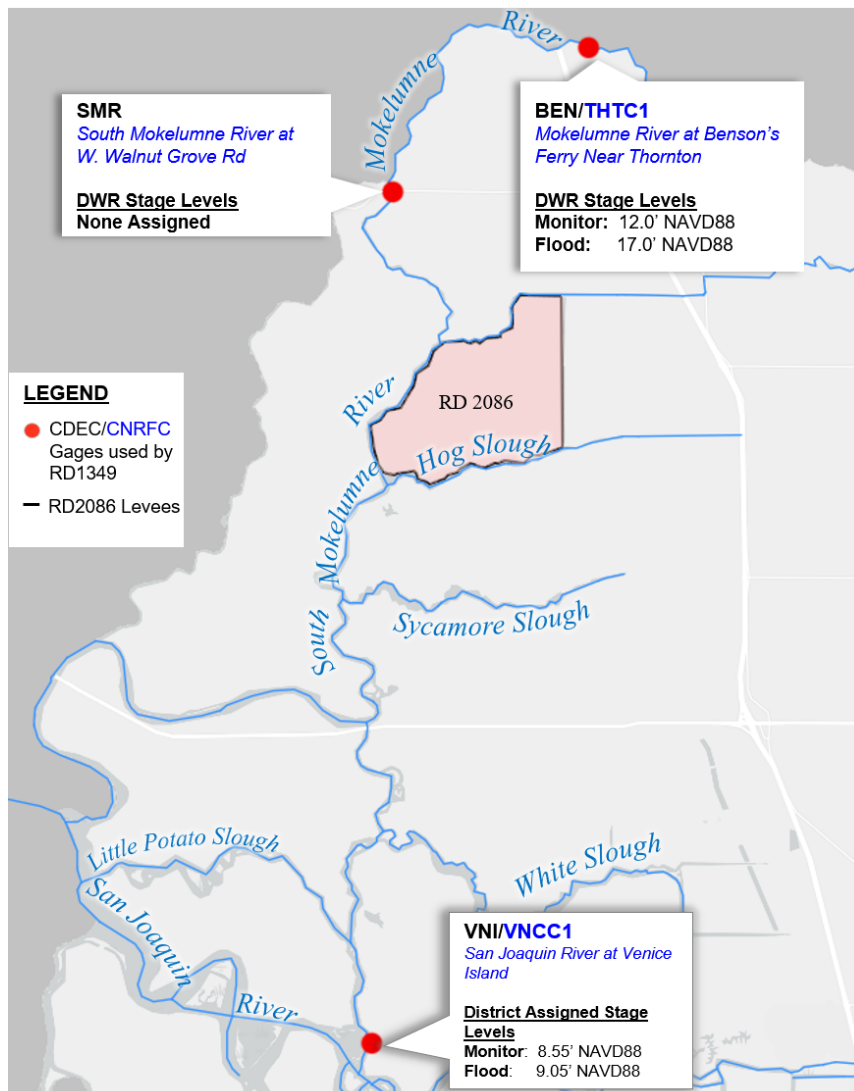 River
Mokelumne
SMR
South Mokelumne River at
W. Walnut Grove Rd
DWR Stage Levels
None Assigned
BEN/THTC1
Mokelumne River at Benson’s
Ferry Near Thornton
DWR Stage Levels
Monitor: 12.0’ NAVD88
Flood: 17.0’ NAVD88
LEGEND
CDEC/CNRFC
Gages used by
RD1349
RD2086 Levees
River
RD 2086
Hog Slough
Mokelumne
South
Sycamore Slough
Little Potato Slough
White Slough
San Joaquin
River
VNI/VNCC1
San Joaquin River at Venice
Island
District Assigned Stage
Levels
Monitor: 8.55’ NAVD88
Flood: 9.05’ NAVD88